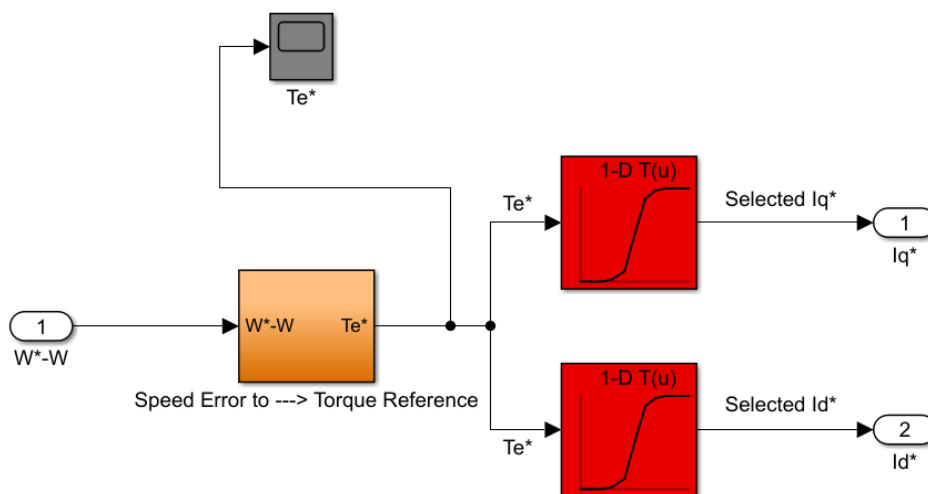 Te*
1-D T(u)
Te*
Selected Iq*
1
Iq*
1
W*-W
W*-W
Te*
Speed Error to ---> Torque Reference
1-D T(u)
Te*
Selected Id*
2
Id*